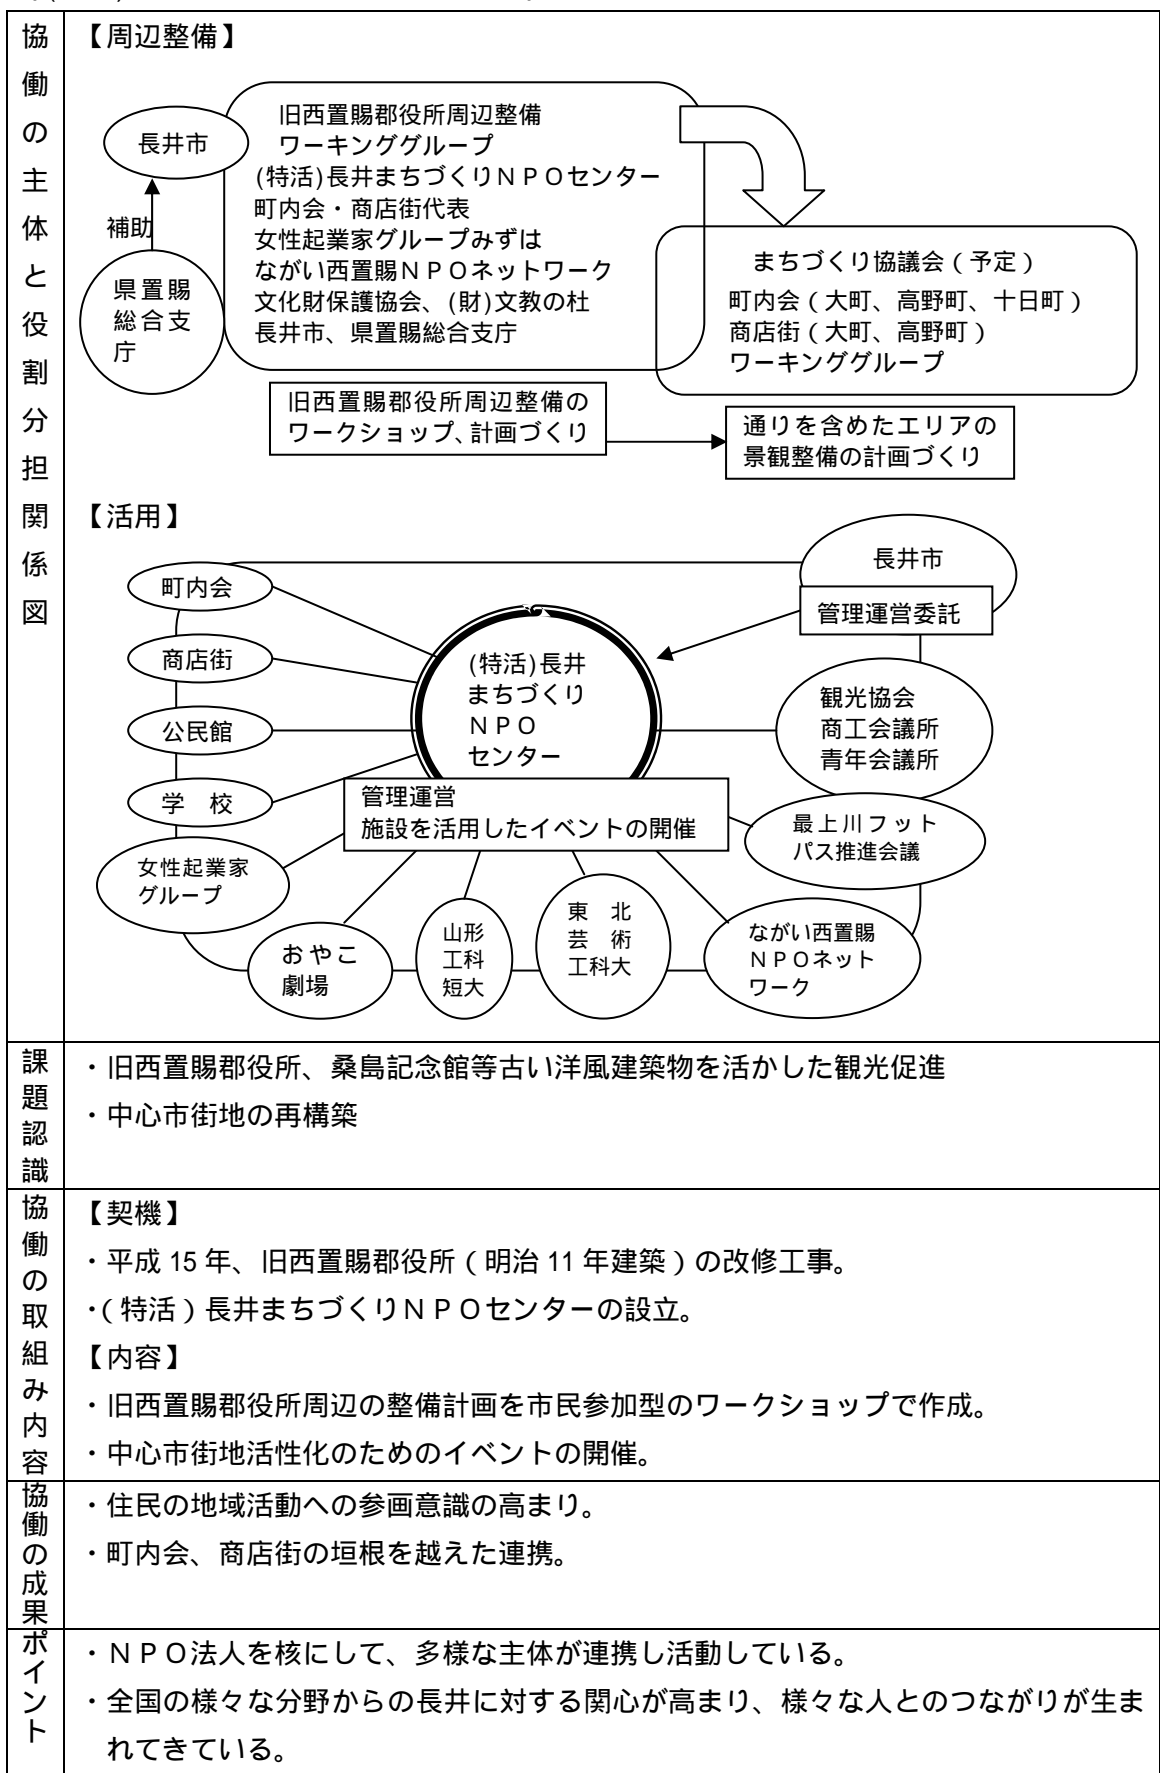 協働の主体と役割分担関係図
【周辺整備】
長井市
補助
県置賜
総合支
庁
旧西置賜郡役所周辺整備
ワーキンググループ
(特活)長井まちづくりＮＰＯセンター
町内会・商店街代表
女性起業家グループみずは
ながい西置賜ＮＰＯネットワーク
文化財保護協会、(財)文教の杜
長井市、県置賜総合支庁
まちづくり協議会（予定）
町内会（大町、高野町、十日町）
商店街（大町、高野町）
ワーキンググループ
旧西置賜郡役所周辺整備の
ワークショップ、計画づくり
通りを含めたエリアの
景観整備の計画づくり
【活用】
町内会
商店街
公民館
学　校
女性起業家
グループ
おやこ
劇場
山形
工科
短大
東　北
芸　術
工科大
ながい西置賜
ＮＰＯネット
ワーク
最上川フット
パス推進会議
観光協会
商工会議所
青年会議所
長井市
管理運営委託
(特活)長井
まちづくり
ＮＰＯ
センター
管理運営
施設を活用したイベントの開催
課題認識
・旧西置賜郡役所、桑島記念館等古い洋風建築物を活かした観光促進
・中心市街地の再構築
協働の取組み内容
【契機】
・平成 15 年、旧西置賜郡役所（明治 11 年建築）の改修工事。
・（特活）長井まちづくりＮＰＯセンターの設立。
【内容】
・旧西置賜郡役所周辺の整備計画を市民参加型のワークショップで作成。
・中心市街地活性化のためのイベントの開催。
協働の成果
・住民の地域活動への参画意識の高まり。
・町内会、商店街の垣根を越えた連携。
ポイント
・ＮＰＯ法人を核にして、多様な主体が連携し活動している。
・全国の様々な分野からの長井に対する関心が高まり、様々な人とのつながりが生ま
れてきている。